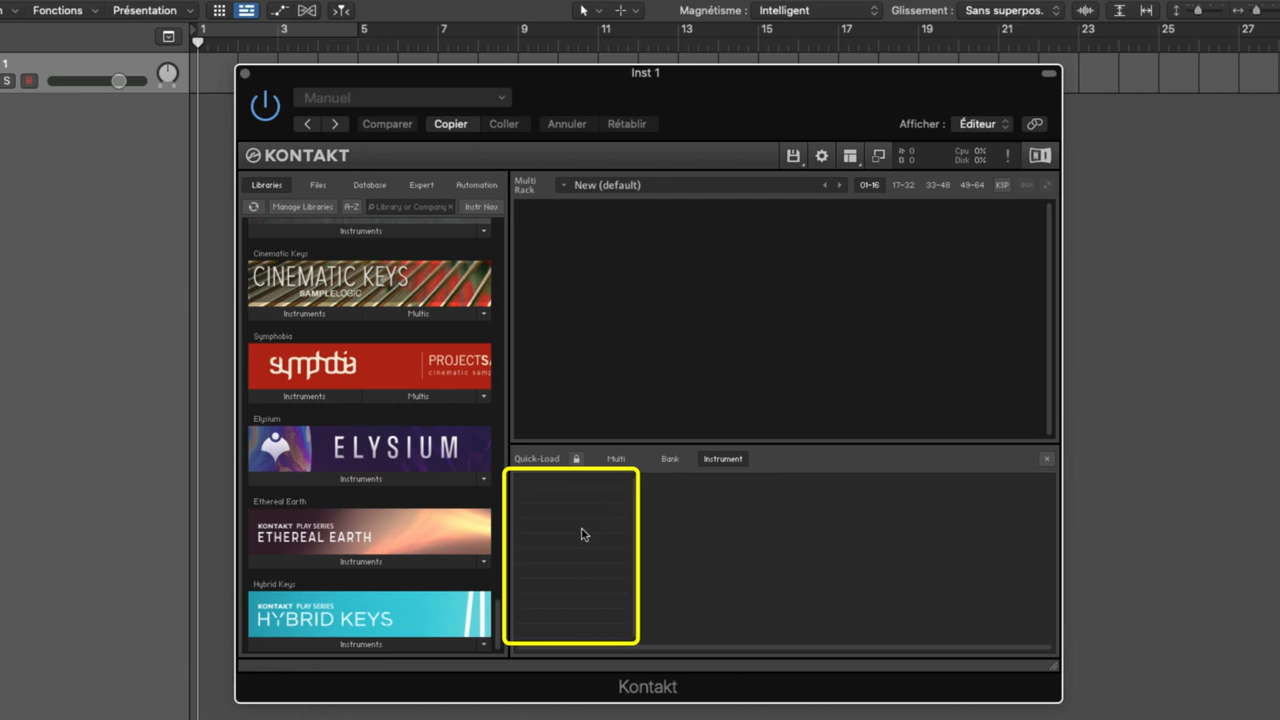 Fonctions Présentation Magnétisme : Intelligent Glissement : Sans superpos.
1 3 5 7 9 11 13 15 17 19 21 23 25 27
1
S R
Inst 1
Manuel
Comparer Copier Coller Annuler Rétablir Afficher : Éditeur
KONTAKT
0
0
Cpu 0%
Disk 0%
NI
Libraries Files Database Expert Automation
Manage Libraries A-Z Library or Company Instr Nav
Instruments
Cinematic Keys
CINEMATIC KEYS
SAMPLELOGIC
Instruments Multis
Symphobia
symphobia
PROJECTSA
cinematic samp
Instruments Multis
Elysium
ELYSIUM
Instruments
Ethereal Earth
KONTAKT PLAY SERIES
ETHEREAL EARTH
Instruments
Hybrid Keys
KONTAKT PLAY SERIES
HYBRID KEYS
Instruments
Multi
Rack
New (default) 01-16 17-32 33-48 49-64 KSP
Quick-Load Multi Bank Instrument
Kontakt